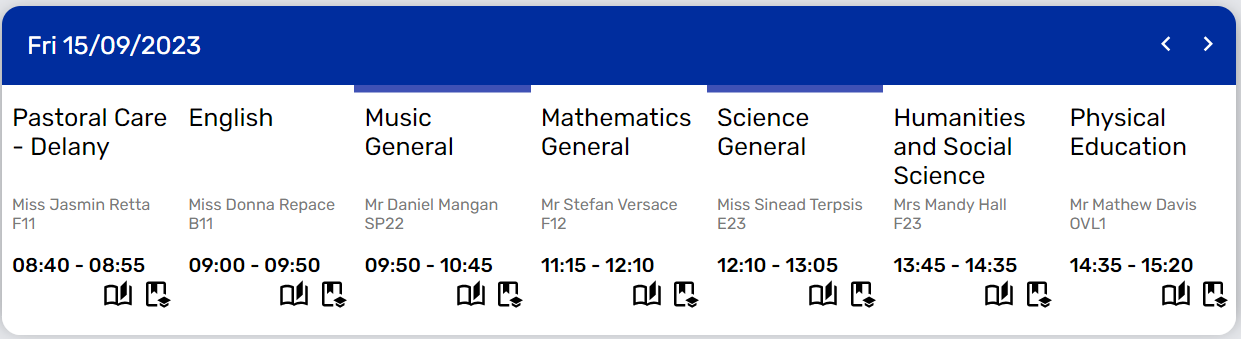 Fri 15/09/2023
Pastoral Care
- Delany
Miss Jasmin Retta
F11
08:40 - 08:55
English
Miss Donna Repace
B11
09:00 - 09:50
Music
General
Mr Daniel Mangan
SP22
09:50 - 10:45
Mathematics
General
Mr Stefan Versace
F12
11:15 - 12:10
Science
General
Miss Sinead Terpsis
E23
12:10 - 13:05
Humanities
and Social
Science
Mrs Mandy Hall
F23
13:45 - 14:35
Physical
Education
Mr Mathew Davis
OVL1
14:35 - 15:20